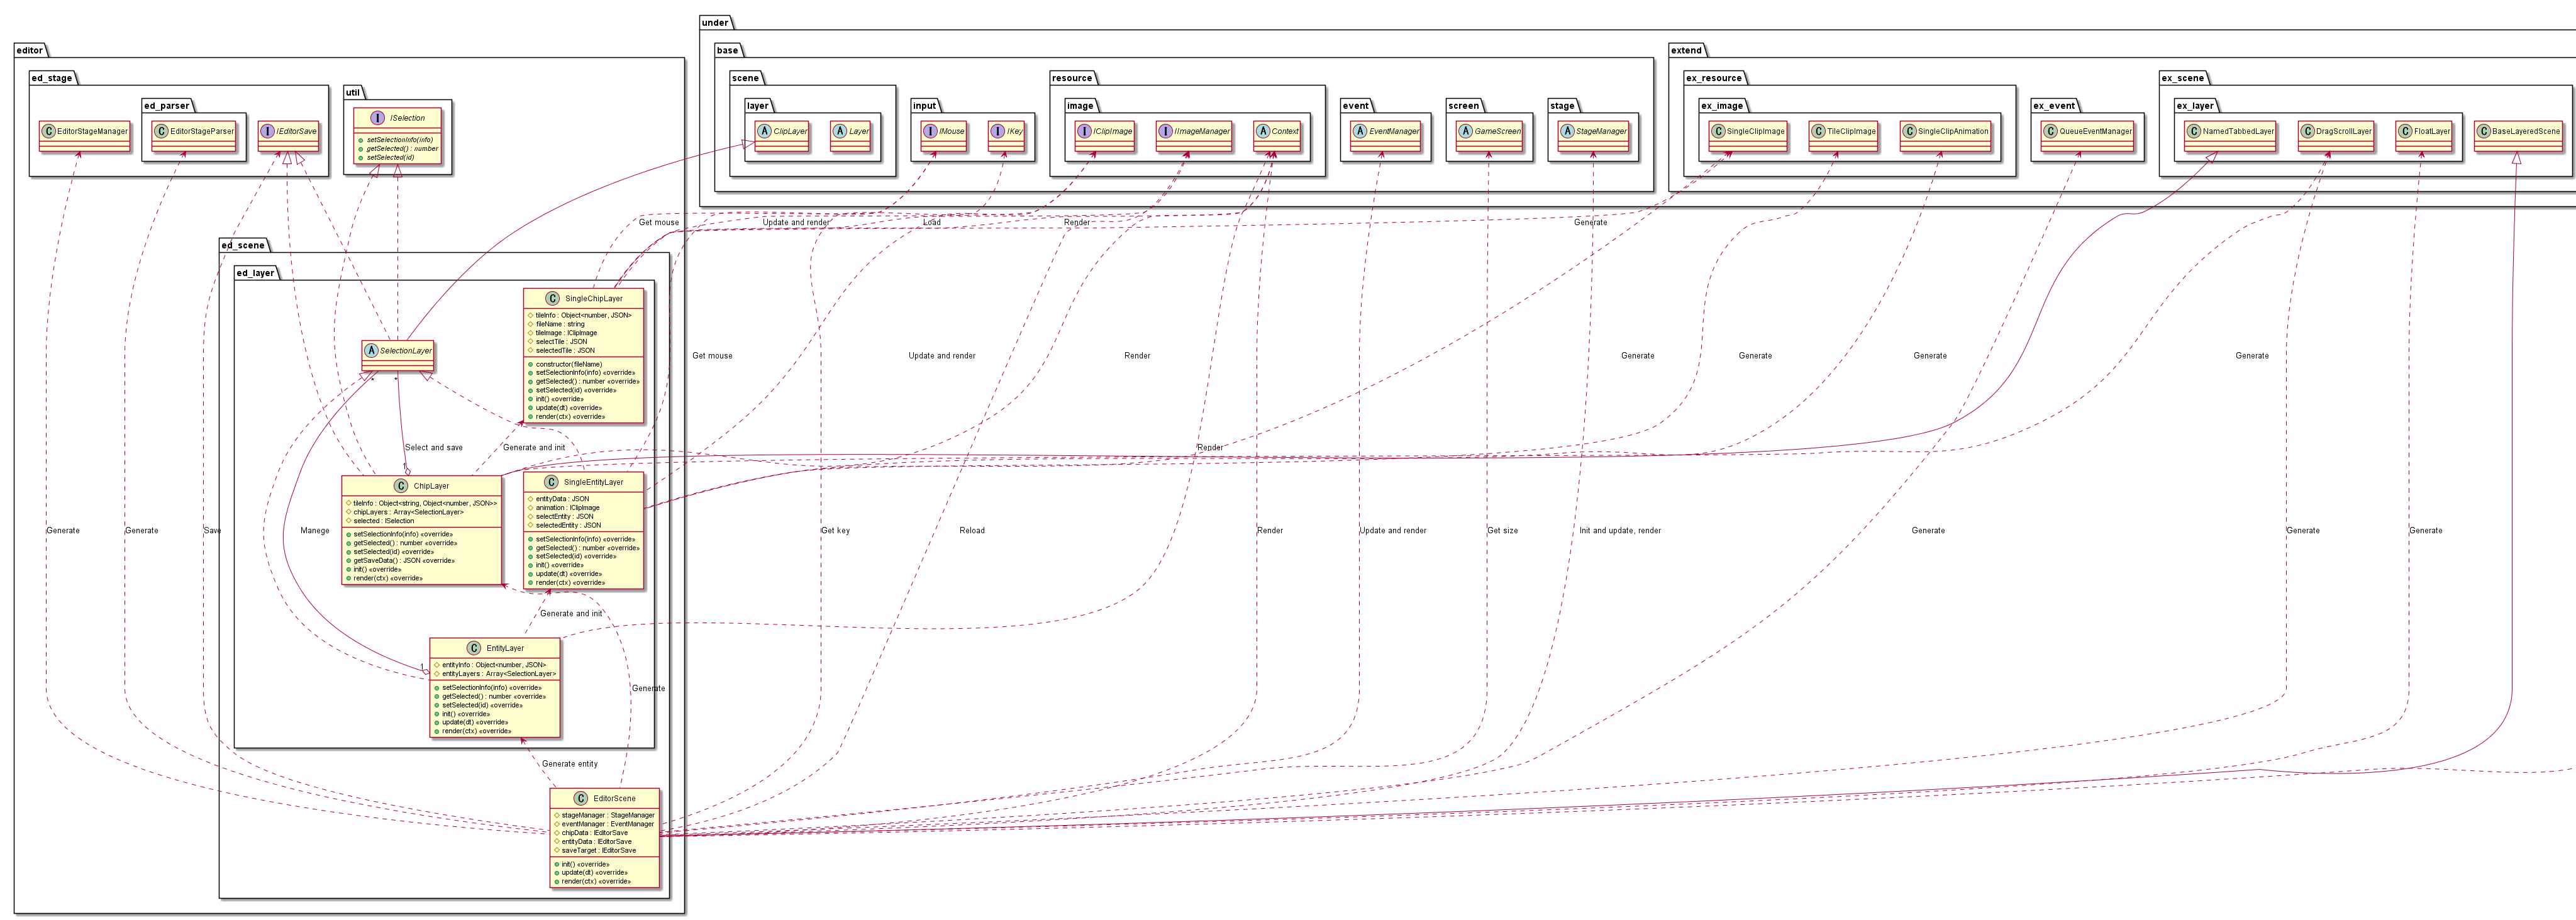 under
editor
base
extend
ed_stage
util
scene
resource
ex_resource
ex_scene
ed_parser
layer
input
image
event
screen
stage
ex_image
ex_event
ex_layer
C EditorStageManager
C EditorStageParser
I IEditorSave
I ISelection
setSelectionInfo(info)
getSelected() : number
setSelected(id)
A ClipLayer
A Layer
I IMouse
I IKey
I IClipImage
I IImageManager
A Context
A EventManager
A GameScreen
A StageManager
C SingleClipImage
C TileClipImage
C SingleClipAnimation
C QueueEventManager
C NamedTabbedLayer
C DragScrollLayer
C FloatLayer
C BaseLayeredScene
Get mouse
Update and render
Load
Render
Generate
ed_scene
ed_layer
C SingleChipLayer
tileInfo : Object<number, JSON>
fileName : string
tileImage : IClipImage
selectTile : JSON
selectedTile : JSON
constructor(fileName)
setSelectionInfo(info) «override»
getSelected() : number «override»
setSelected(id) «override»
init() «override»
update(dt) «override»
render(ctx) «override»
A SelectionLayer
Get mouse
Update and render
Render
Generate
Generate
Generate
Generate
*
*
Select and save
Generate and init
Render
1
C ChipLayer
tileInfo : Object<string, Object<number, JSON>>
chipLayers : Array<SelectionLayer>
selected : ISelection
setSelectionInfo(info) «override»
getSelected() : number «override»
setSelected(id) «override»
getSaveData() : JSON «override»
init() «override»
render(ctx) «override»
C SingleEntityLayer
entityData : JSON
animation : IClipImage
selectEntity : JSON
selectedEntity : JSON
setSelectionInfo(info) «override»
getSelected() : number «override»
setSelected(id) «override»
init() «override»
update(dt) «override»
render(ctx) «override»
Generate
Generate
Save
Manege
Get key
Reload
Render
Update and render
Get size
Init and update, render
Generate
Generate
Generate
Generate and init
1
C EntityLayer
entityInfo : Object<number, JSON>
entityLayers : Array<SelectionLayer>
setSelectionInfo(info) «override»
getSelected() : number «override»
setSelected(id) «override»
init() «override»
update(dt) «override»
render(ctx) «override»
Generate
Generate entity
C EditorScene
stageManager : StageManager
eventManager : EventManager
chipData : IEditorSave
entityData : IEditorSave
saveTarget : IEditorSave
init() «override»
update(dt) «override»
render(ctx) «override»